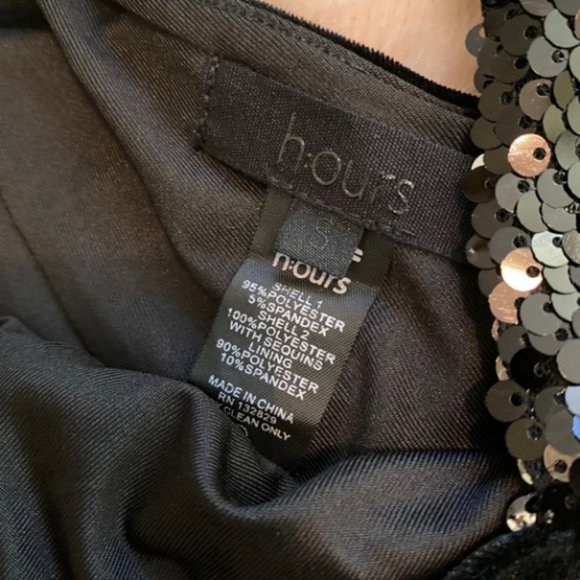 h:ours
S
h:ours
SHELL 1
95%POLYESTER
5%SPANDEX
SHELL 2
100%POLYESTER
WITH SEQUINS
LINING
90%POLYESTER
10%SPANDEX
MADE IN CHINA
RN 132829
CLEAN ONLY